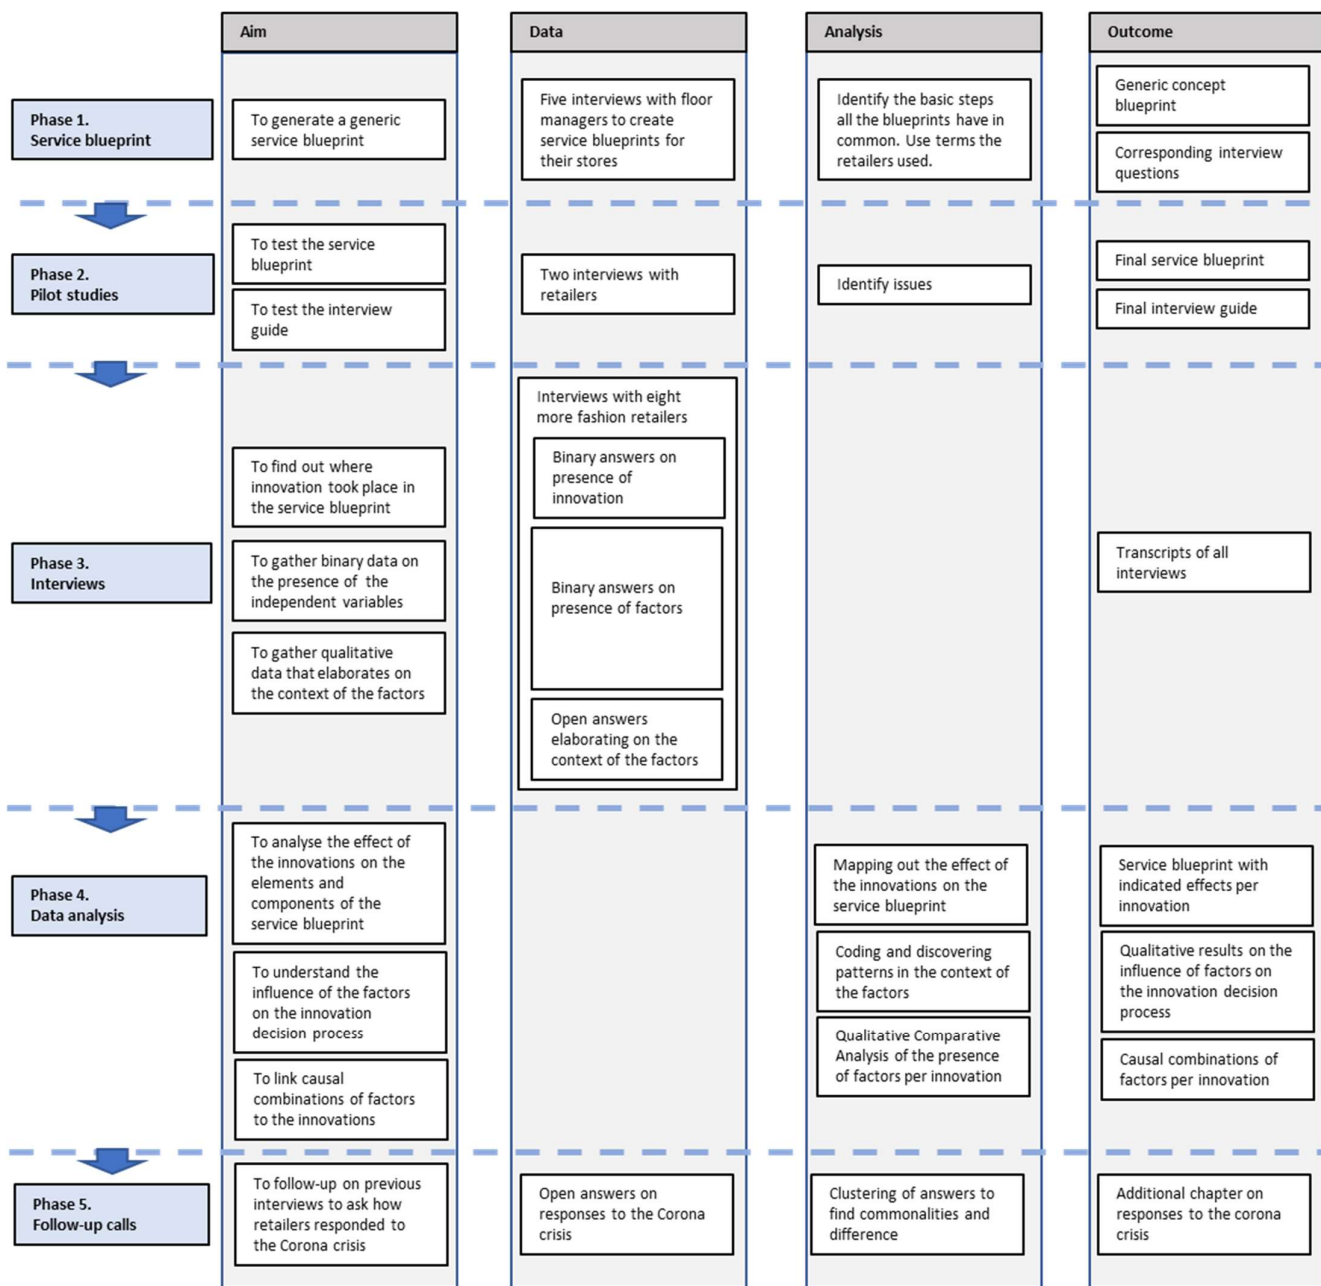 Aim
Data
Analysis
Outcome
Phase 1.
Service blueprint
To generate a generic
service blueprint
Five interviews with floor
managers to create
service blueprints for
their stores
Identify the basic steps
all the blueprints have in
common. Use terms the
retailers used.
Generic concept
blueprint
Corresponding interview
questions
Phase 2.
Pilot studies
To test the service
blueprint
To test the interview
guide
Two interviews with
retailers
Identify issues
Final service blueprint
Final interview guide
Phase 3.
Interviews
To find out where
innovation took place in
the service blueprint
To gather binary data on
the presence of the
independent variables
To gather qualitative
data that elaborates on
the context of the factors
Interviews with eight
more fashion retailers
Binary answers on
presence of
innovation
Binary answers on
presence of factors
Open answers
elaborating on the
context of the factors
Transcripts of all
interviews
Phase 4.
Data analysis
To analyse the effect of
the innovations on the
elements and
components of the
service blueprint
To understand the
influence of the factors
on the innovation
decision process
To link causal
combinations of factors
to the innovations
Mapping out the effect of
the innovations on the
service blueprint
Coding and discovering
patterns in the context of
the factors
Qualitative Comparative
Analysis of the presence
of factors per innovation
Service blueprint with
indicated effects per
innovation
Qualitative results on the
influence of factors on
the innovation decision
process
Causal combinations of
factors per innovation
Phase 5.
Follow-up calls
To follow-up on previous
interviews to ask how
retailers responded to
the Corona crisis
Open answers on
responses to the Corona
crisis
Clustering of answers to
find commonalities and
difference
Additional chapter on
responses to the corona
crisis